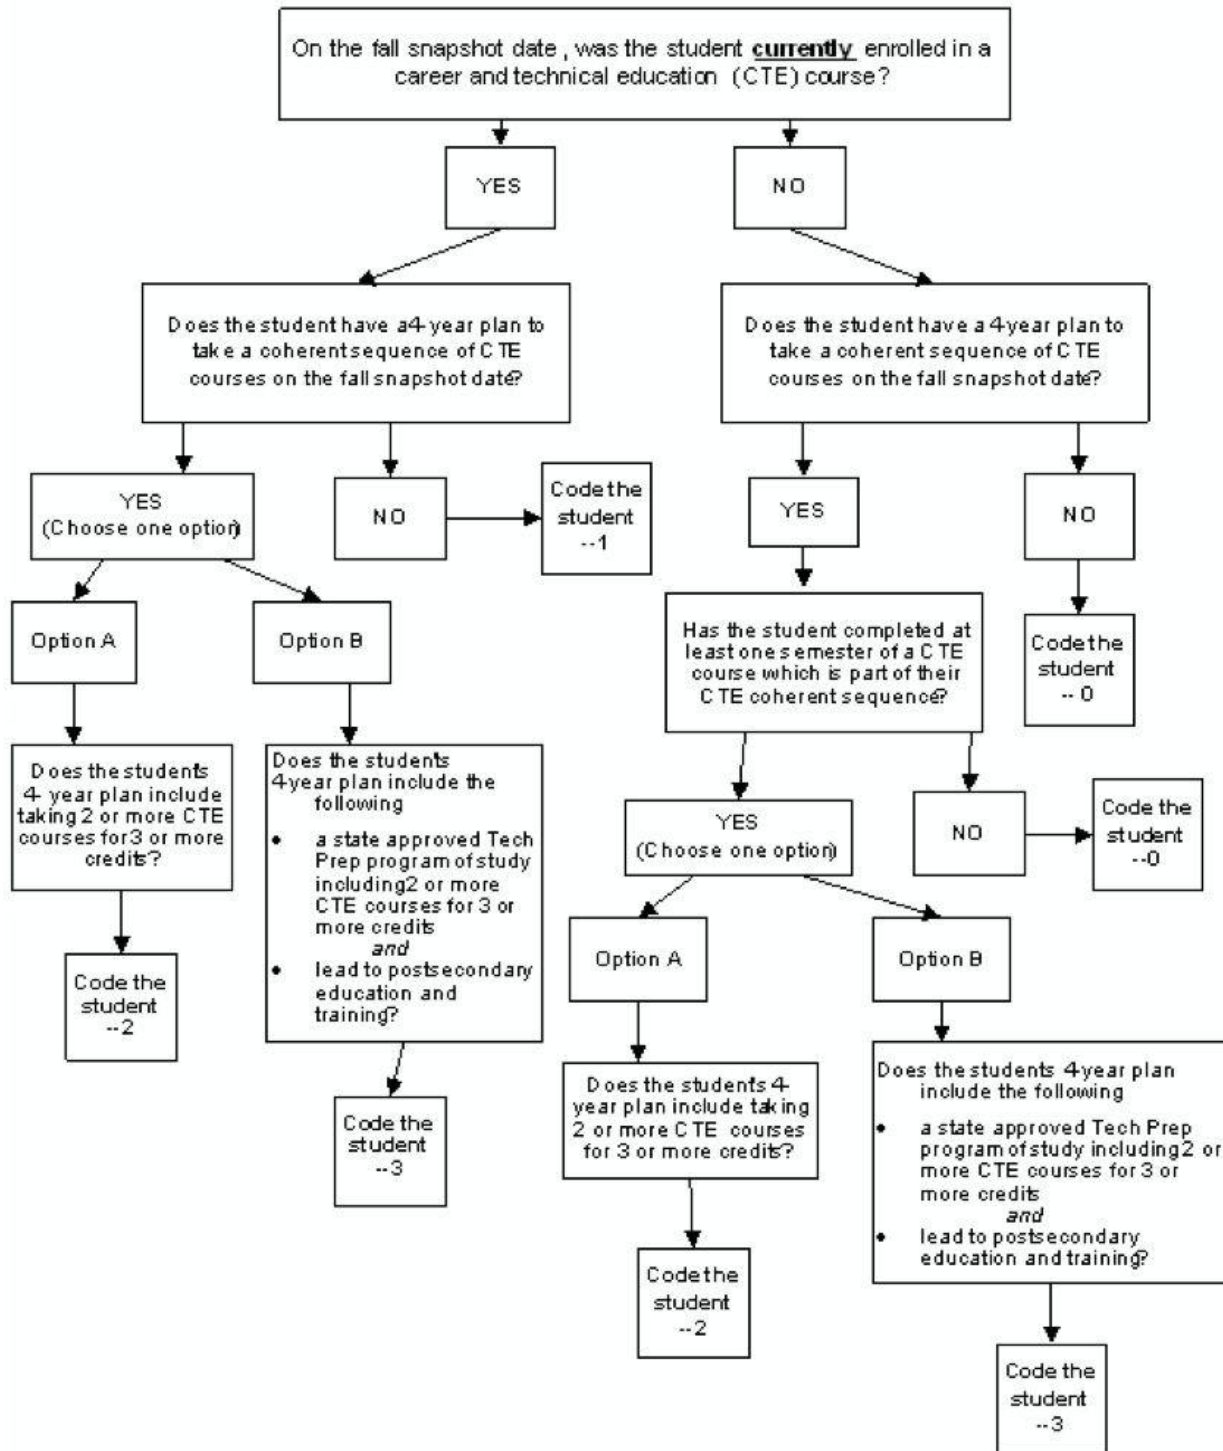 On the fall snapshot date , was the student currently enrolled in a
career and technical education (CTE) course?
YES
NO
Does the student have a 4- year plan to
take a coherent sequence of CTE
courses on the fall snapshot date?
Does the student have a 4 year plan to
take a coherent sequence of CTE
courses on the fall snapshot date?
YES
(Choose one option)
NO
Code the
student
--1
YES
NO
Option A
Option B
Has the student completed at
least one semester of a CTE
course which is part of their
CTE coherent sequence?
Code the
student
-- 0
Does the student's
4- year plan include
taking 2 or more CTE
courses for 3 or more
credits?
Does the student's
4-year plan include the
following
• a state approved Tech
Prep program of study
including 2 or more
CTE courses for 3 or
more credits
and
• lead to postsecondary
education and
training?
YES
(Choose one option)
NO
Code the
student
--0
Code the
student
--2
Option A
Option B
Code the
student
--3
Does the student's 4-
year plan include taking
2 or more CTE courses
for 3 or more credits?
Does the students 4-year plan
include the following
• a state approved Tech Prep
program of study including 2 or
more CTE courses for 3 or
more credits
and
• lead to postsecondary
education and training?
Code the
student
--2
Code the
student
--3